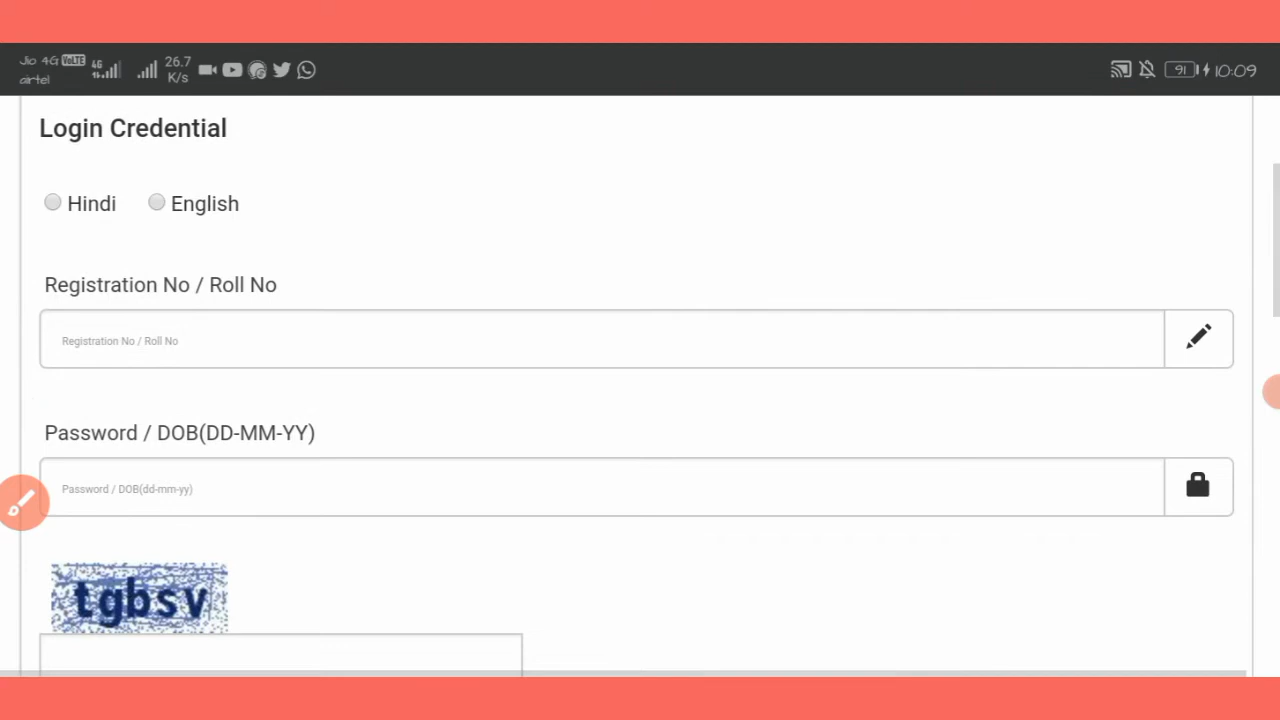 Jio 4G VoLTE 4G 26.7 91 10:09
airtel K/s
Login Credential
Hindi English
Registration No / Roll No
Registration No / Roll No
Password / DOB(DD-MM-YY)
Password / DOB(dd-mm-yy)
tgbsv